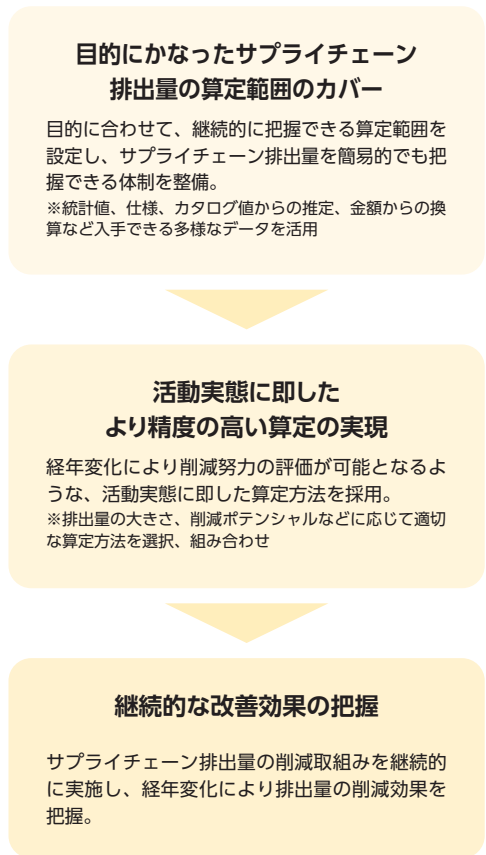 目的にかなったサプライチェーン
排出量の算定範囲のカバー
目的に合わせて、継続的に把握できる算定範囲を
設定し、サプライチェーン排出量を簡易的でも把
握できる体制を整備。
※統計値、仕様、カタログ値からの推定、金額からの換
算など入手できる多様なデータを活用
活動実態に即した
より精度の高い算定の実現
経年変化により削減努力の評価が可能となるよ
うな、活動実態に即した算定方法を採用。
※排出量の大きさ、削減ポテンシャルなどに応じて適切
な算定方法を選択、組み合わせ
継続的な改善効果の把握
サプライチェーン排出量の削減取組みを継続的
に実施し、経年変化により排出量の削減効果を
把握。